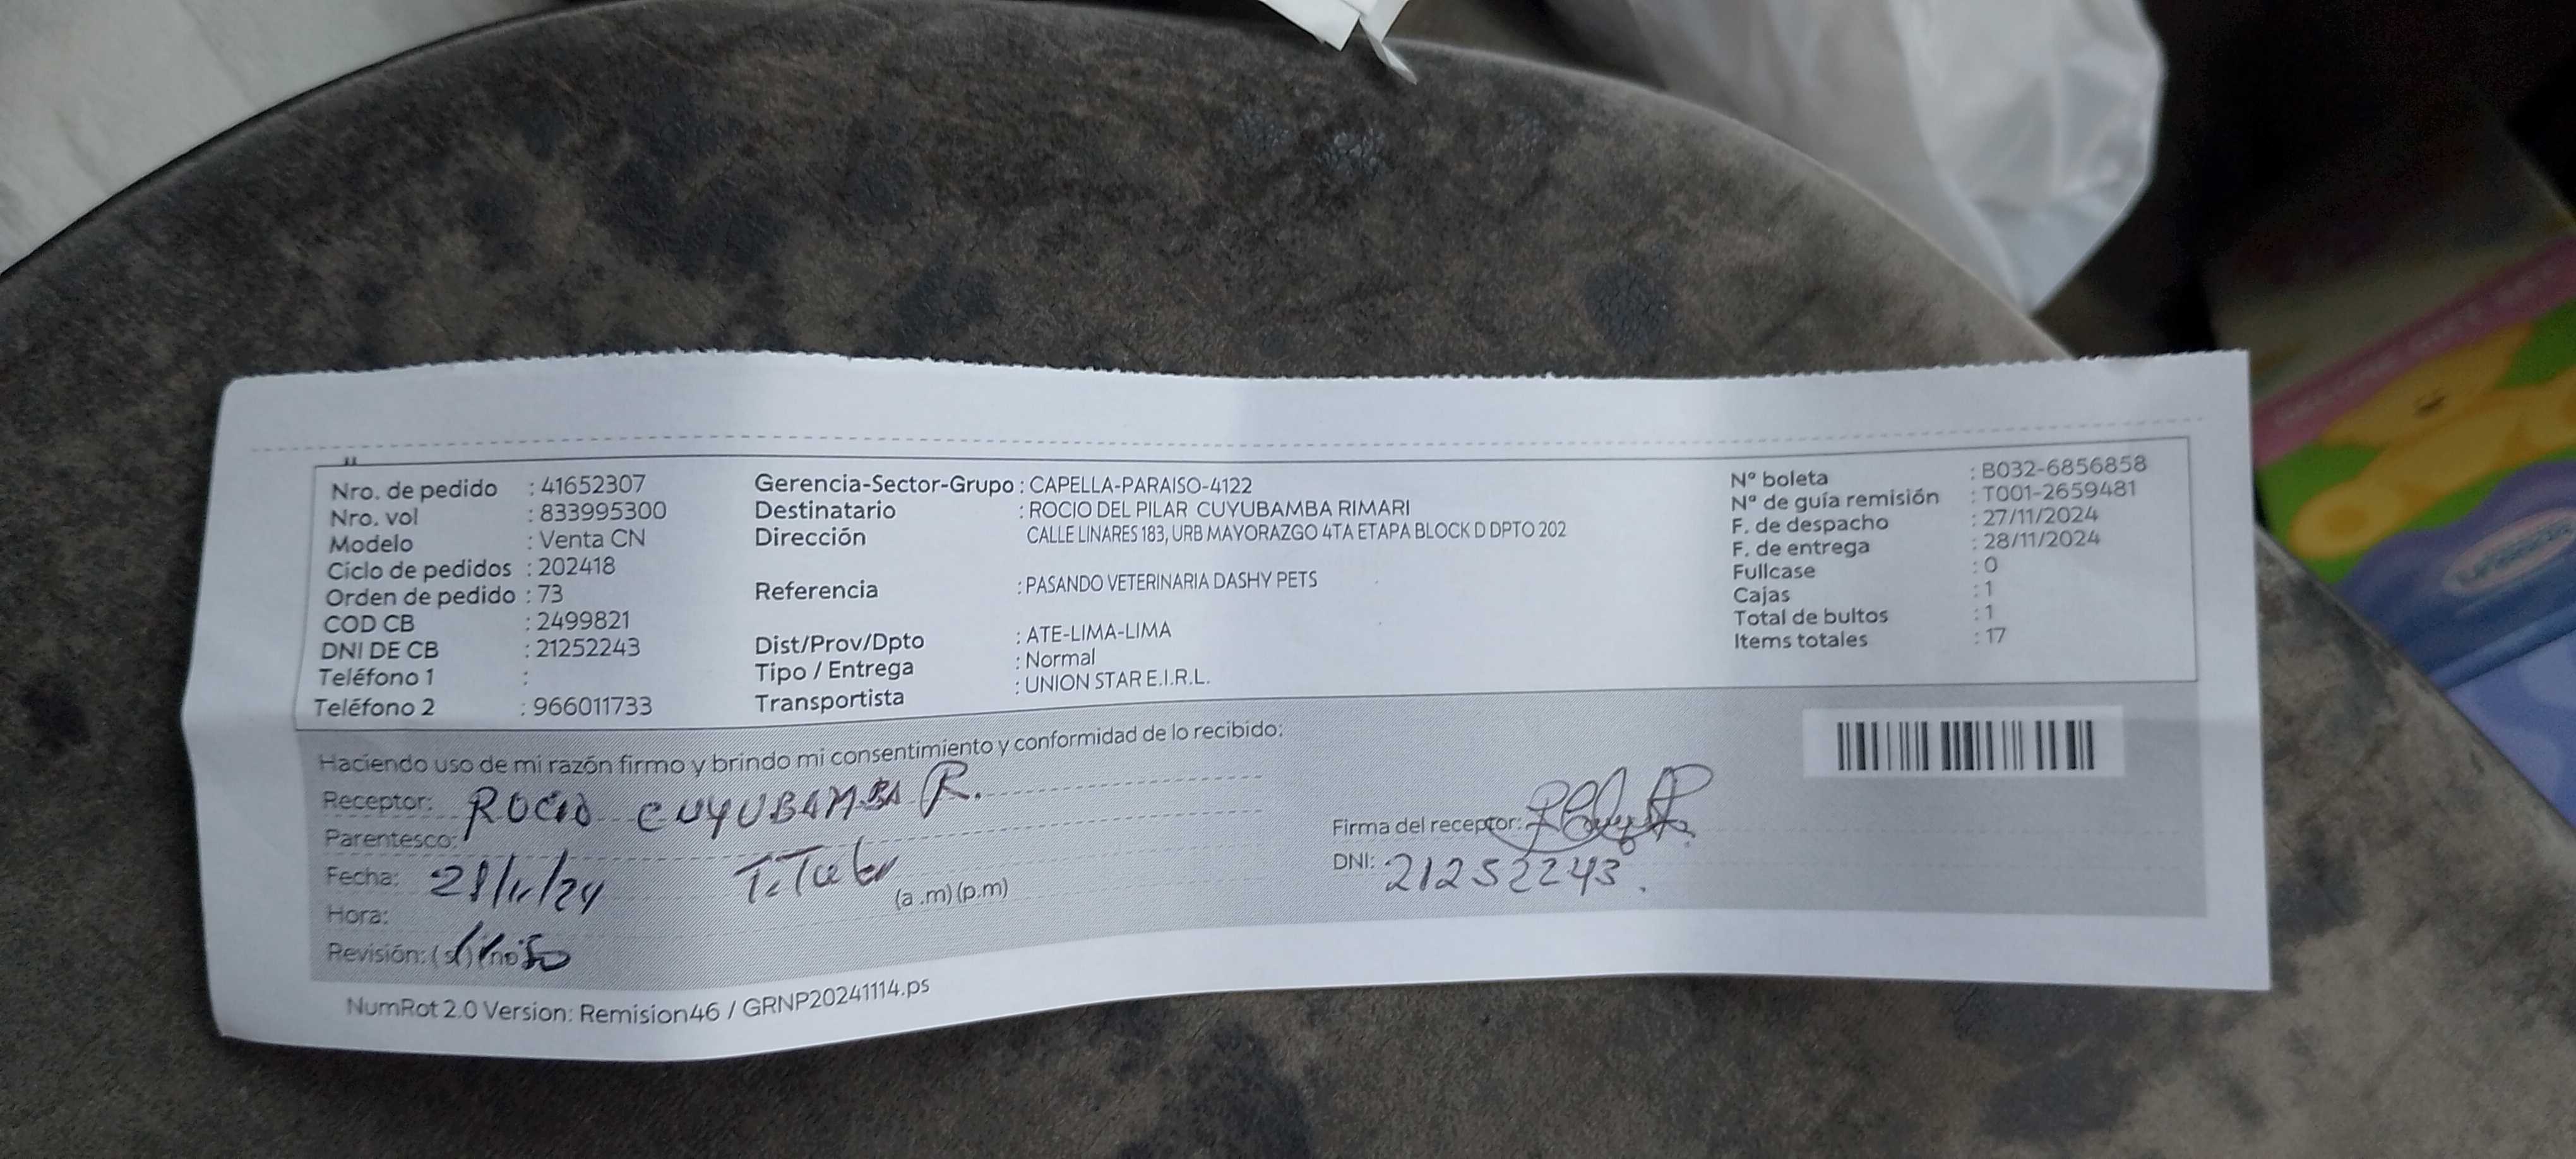 Nro. de pedido : 41652307
Nro. vol : 833995300
Modelo : Venta CN
Ciclo de pedidos : 202418
Orden de pedido : 73
COD CB : 2499821
DNI DE CB : 21252243
Teléfono 1 :
Teléfono 2 : 966011733
Gerencia-Sector-Grupo : CAPELLA-PARAISO-4122
Destinatario : ROCIO DEL PILAR CUYUBAMBA RIMARI
Dirección CALLE LINARES 183, URB MAYORAZGO 4TA ETAPA BLOCK D DPTO 202
Referencia : PASANDO VETERINARIA DASHY PETS
Dist/Prov/Dpto : ATE-LIMA-LIMA
Tipo / Entrega : Normal
Transportista : UNION STAR E.I.R.L.
Nº boleta : B032-6856858
Nº de guía remisión : T001-2659481
F. de despacho : 27/11/2024
F. de entrega : 28/11/2024
Fullcase : 0
Cajas : 1
Total de bultos : 1
Items totales : 17
Haciendo uso de mi razón firmo y brindo mi consentimiento y conformidad de lo recibido:
Receptor: ROCIO CUYUBAMBA R.
Parentesco: Titular
Fecha: 28/11/24
Hora: (a .m) (p.m)
Revisión: (si) (no)
Firma del receptor:
DNI: 21252243.
NumRot 2.0 Version: Remision46 / GRNP20241114.ps